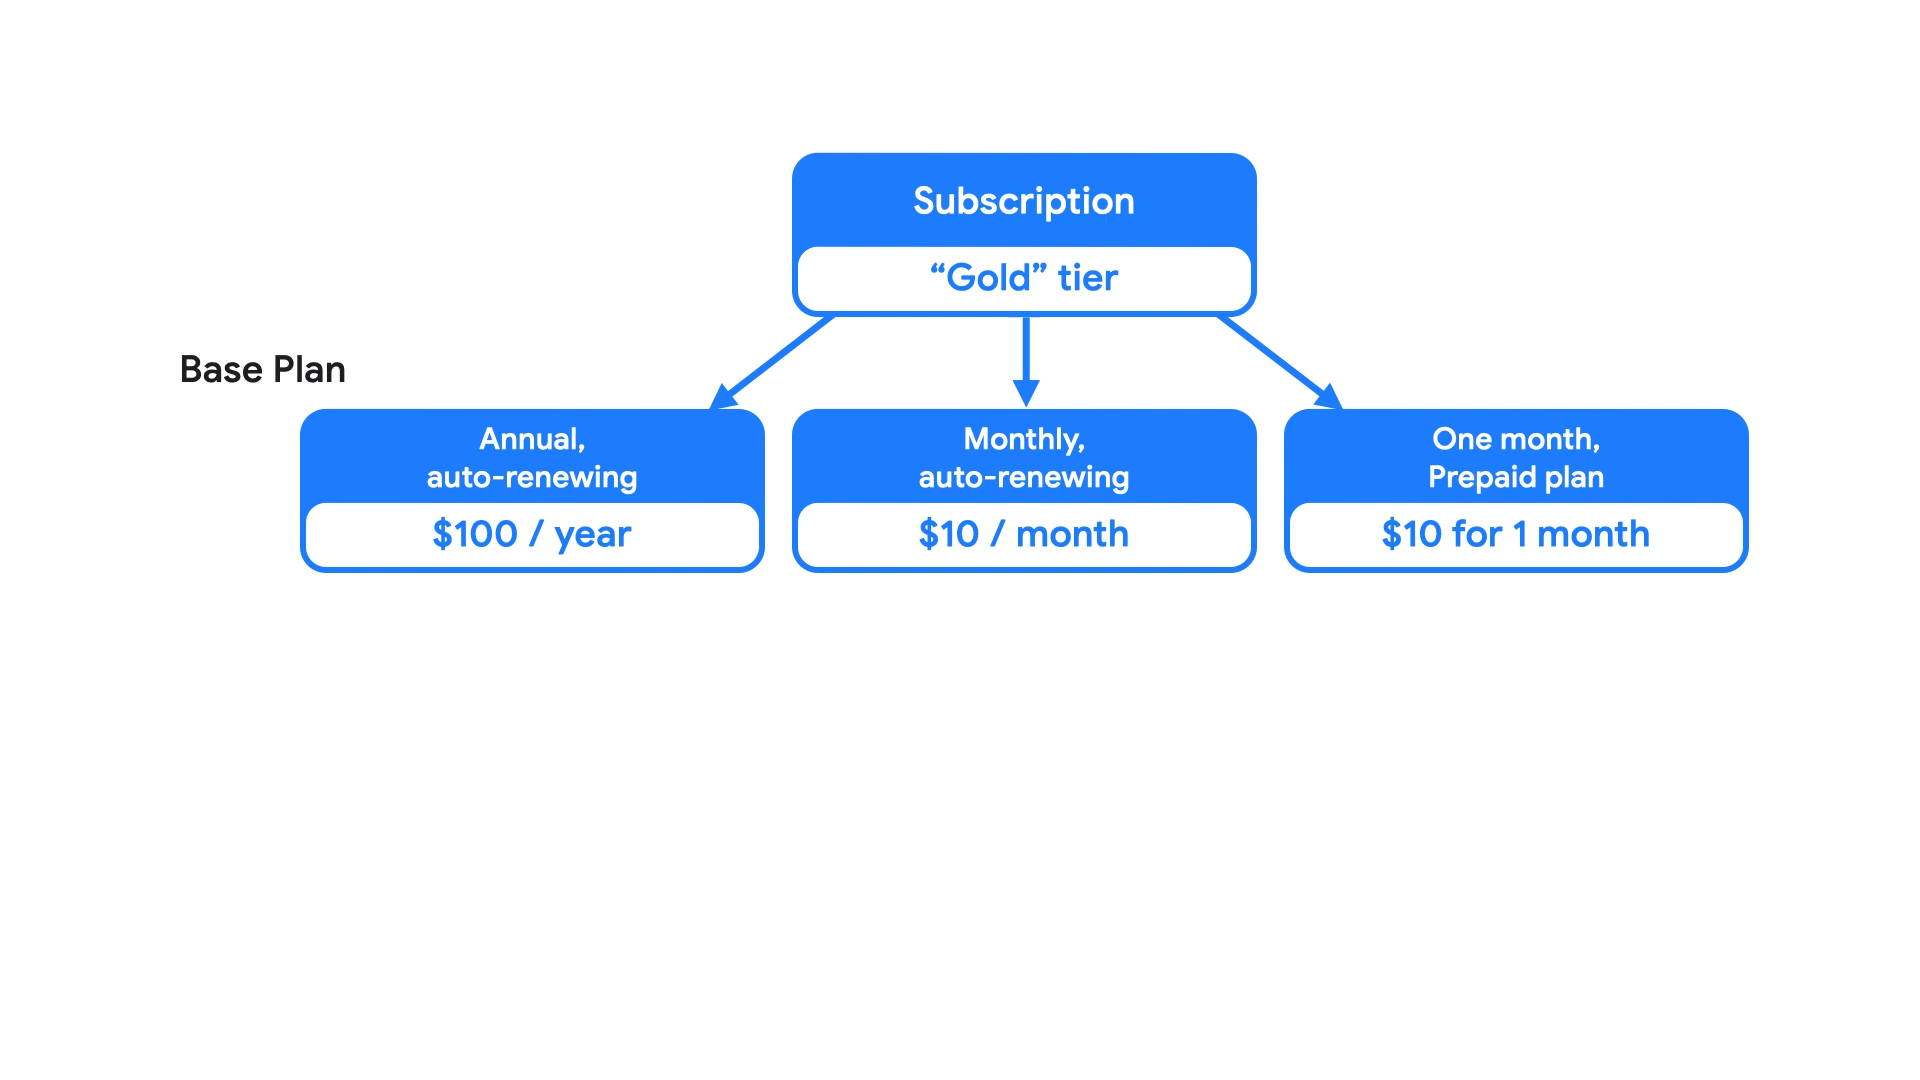 Subscription
“Gold” tier
Base Plan
Annual,
auto-renewing
$100 / year
Monthly,
auto-renewing
$10 / month
One month,
Prepaid plan
$10 for 1 month